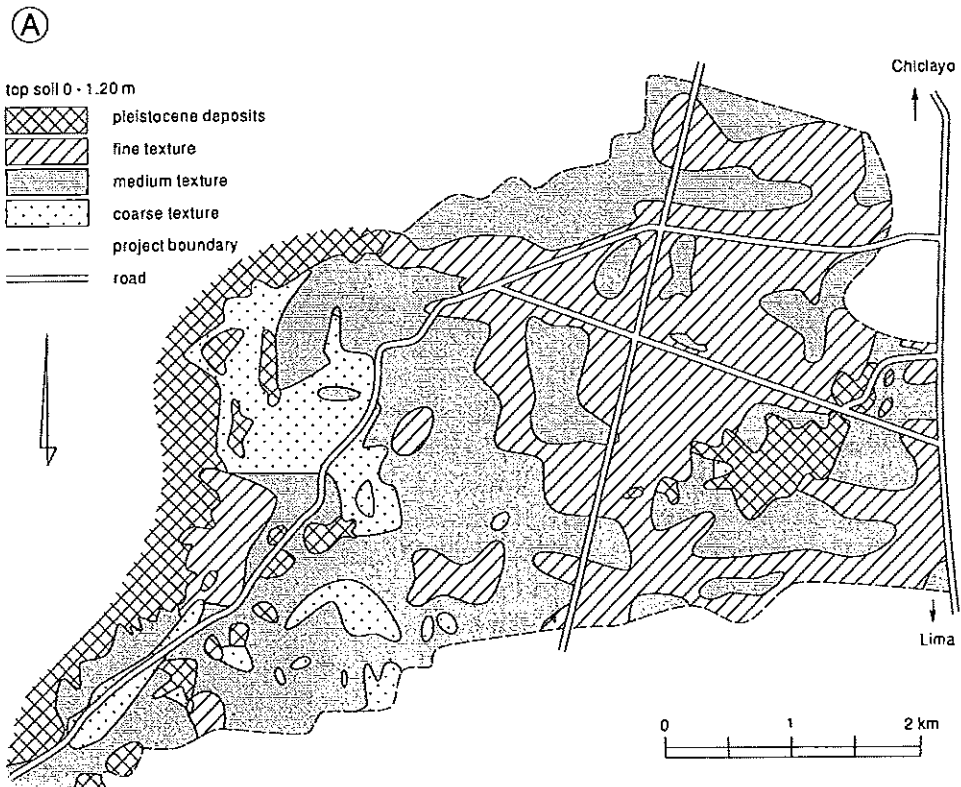 A
top soil 0 - 1.20 m
pleistocene deposits
fine texture
medium texture
coarse texture
project boundary
road
Chiclayo
Lima
0 1 2 km